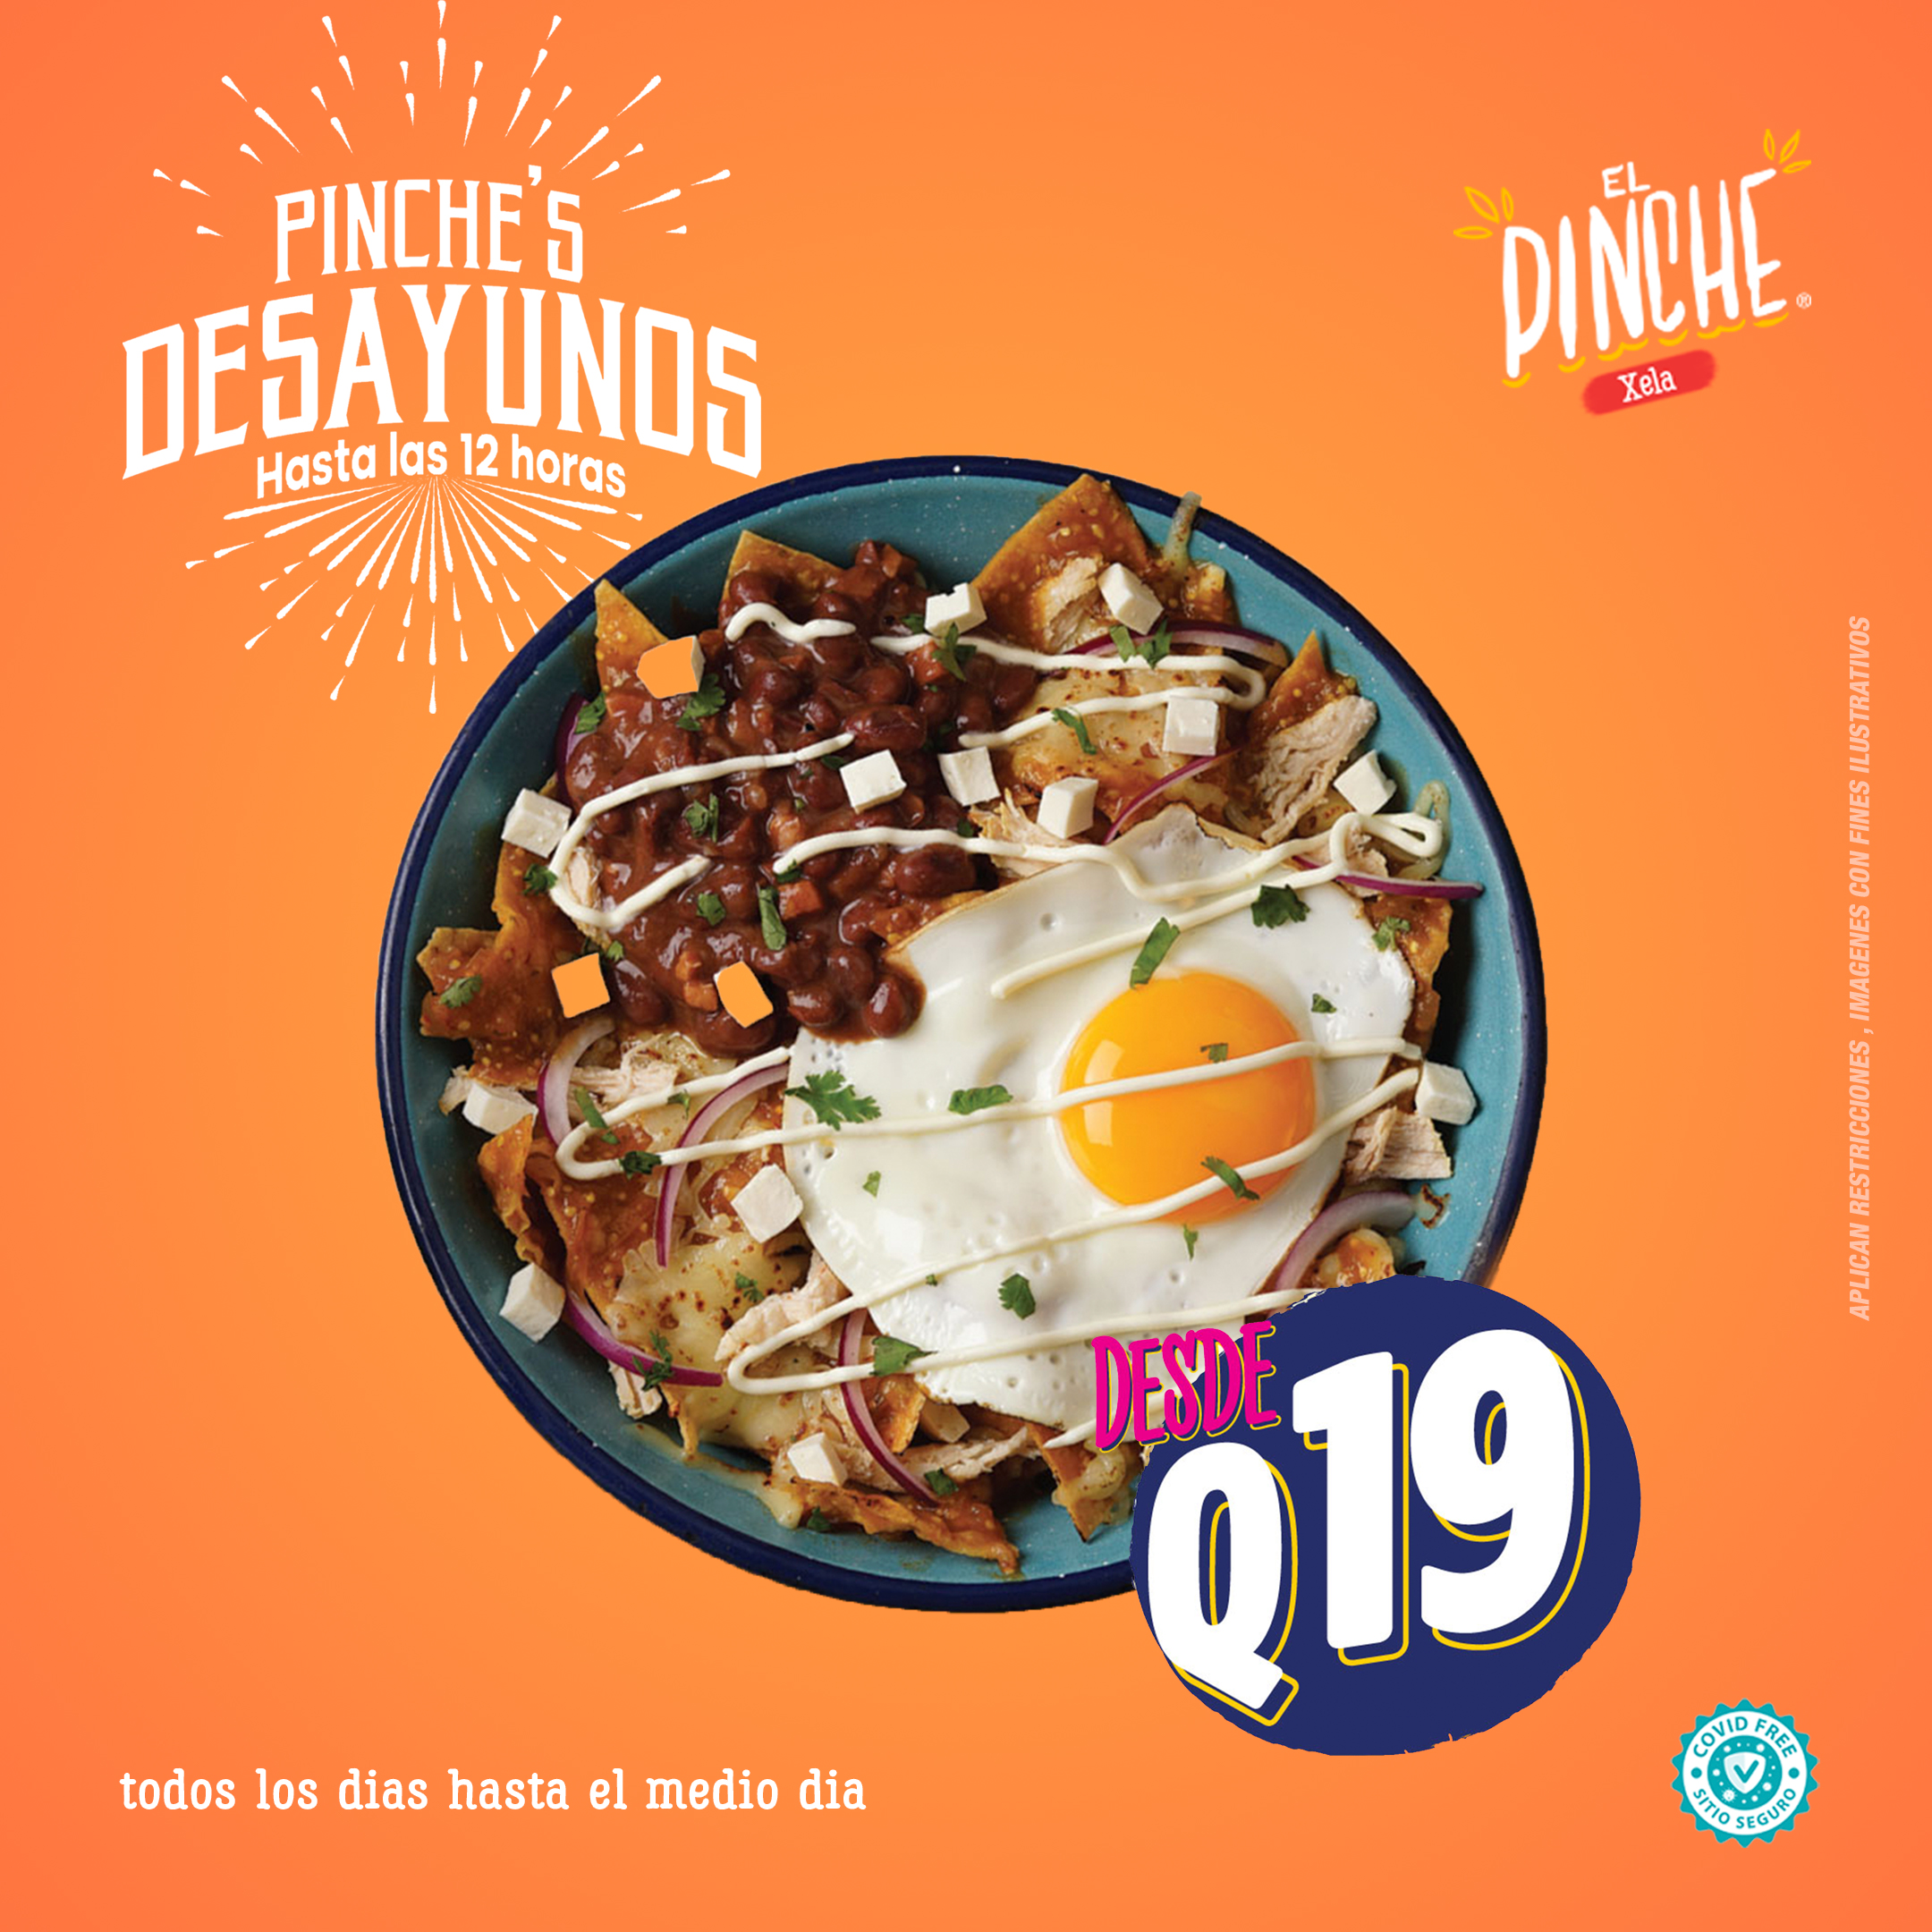 PINCHE'S
DESAYUNOS
Hasta las 12 horas
EL
PINCHE®
Xela
APLICAN RESTRICCIONES , IMAGENES CON FINES ILUSTRATIVOS
DESDE
Q19
todos los dias hasta el medio dia
COVID FREE
SITIO SEGURO